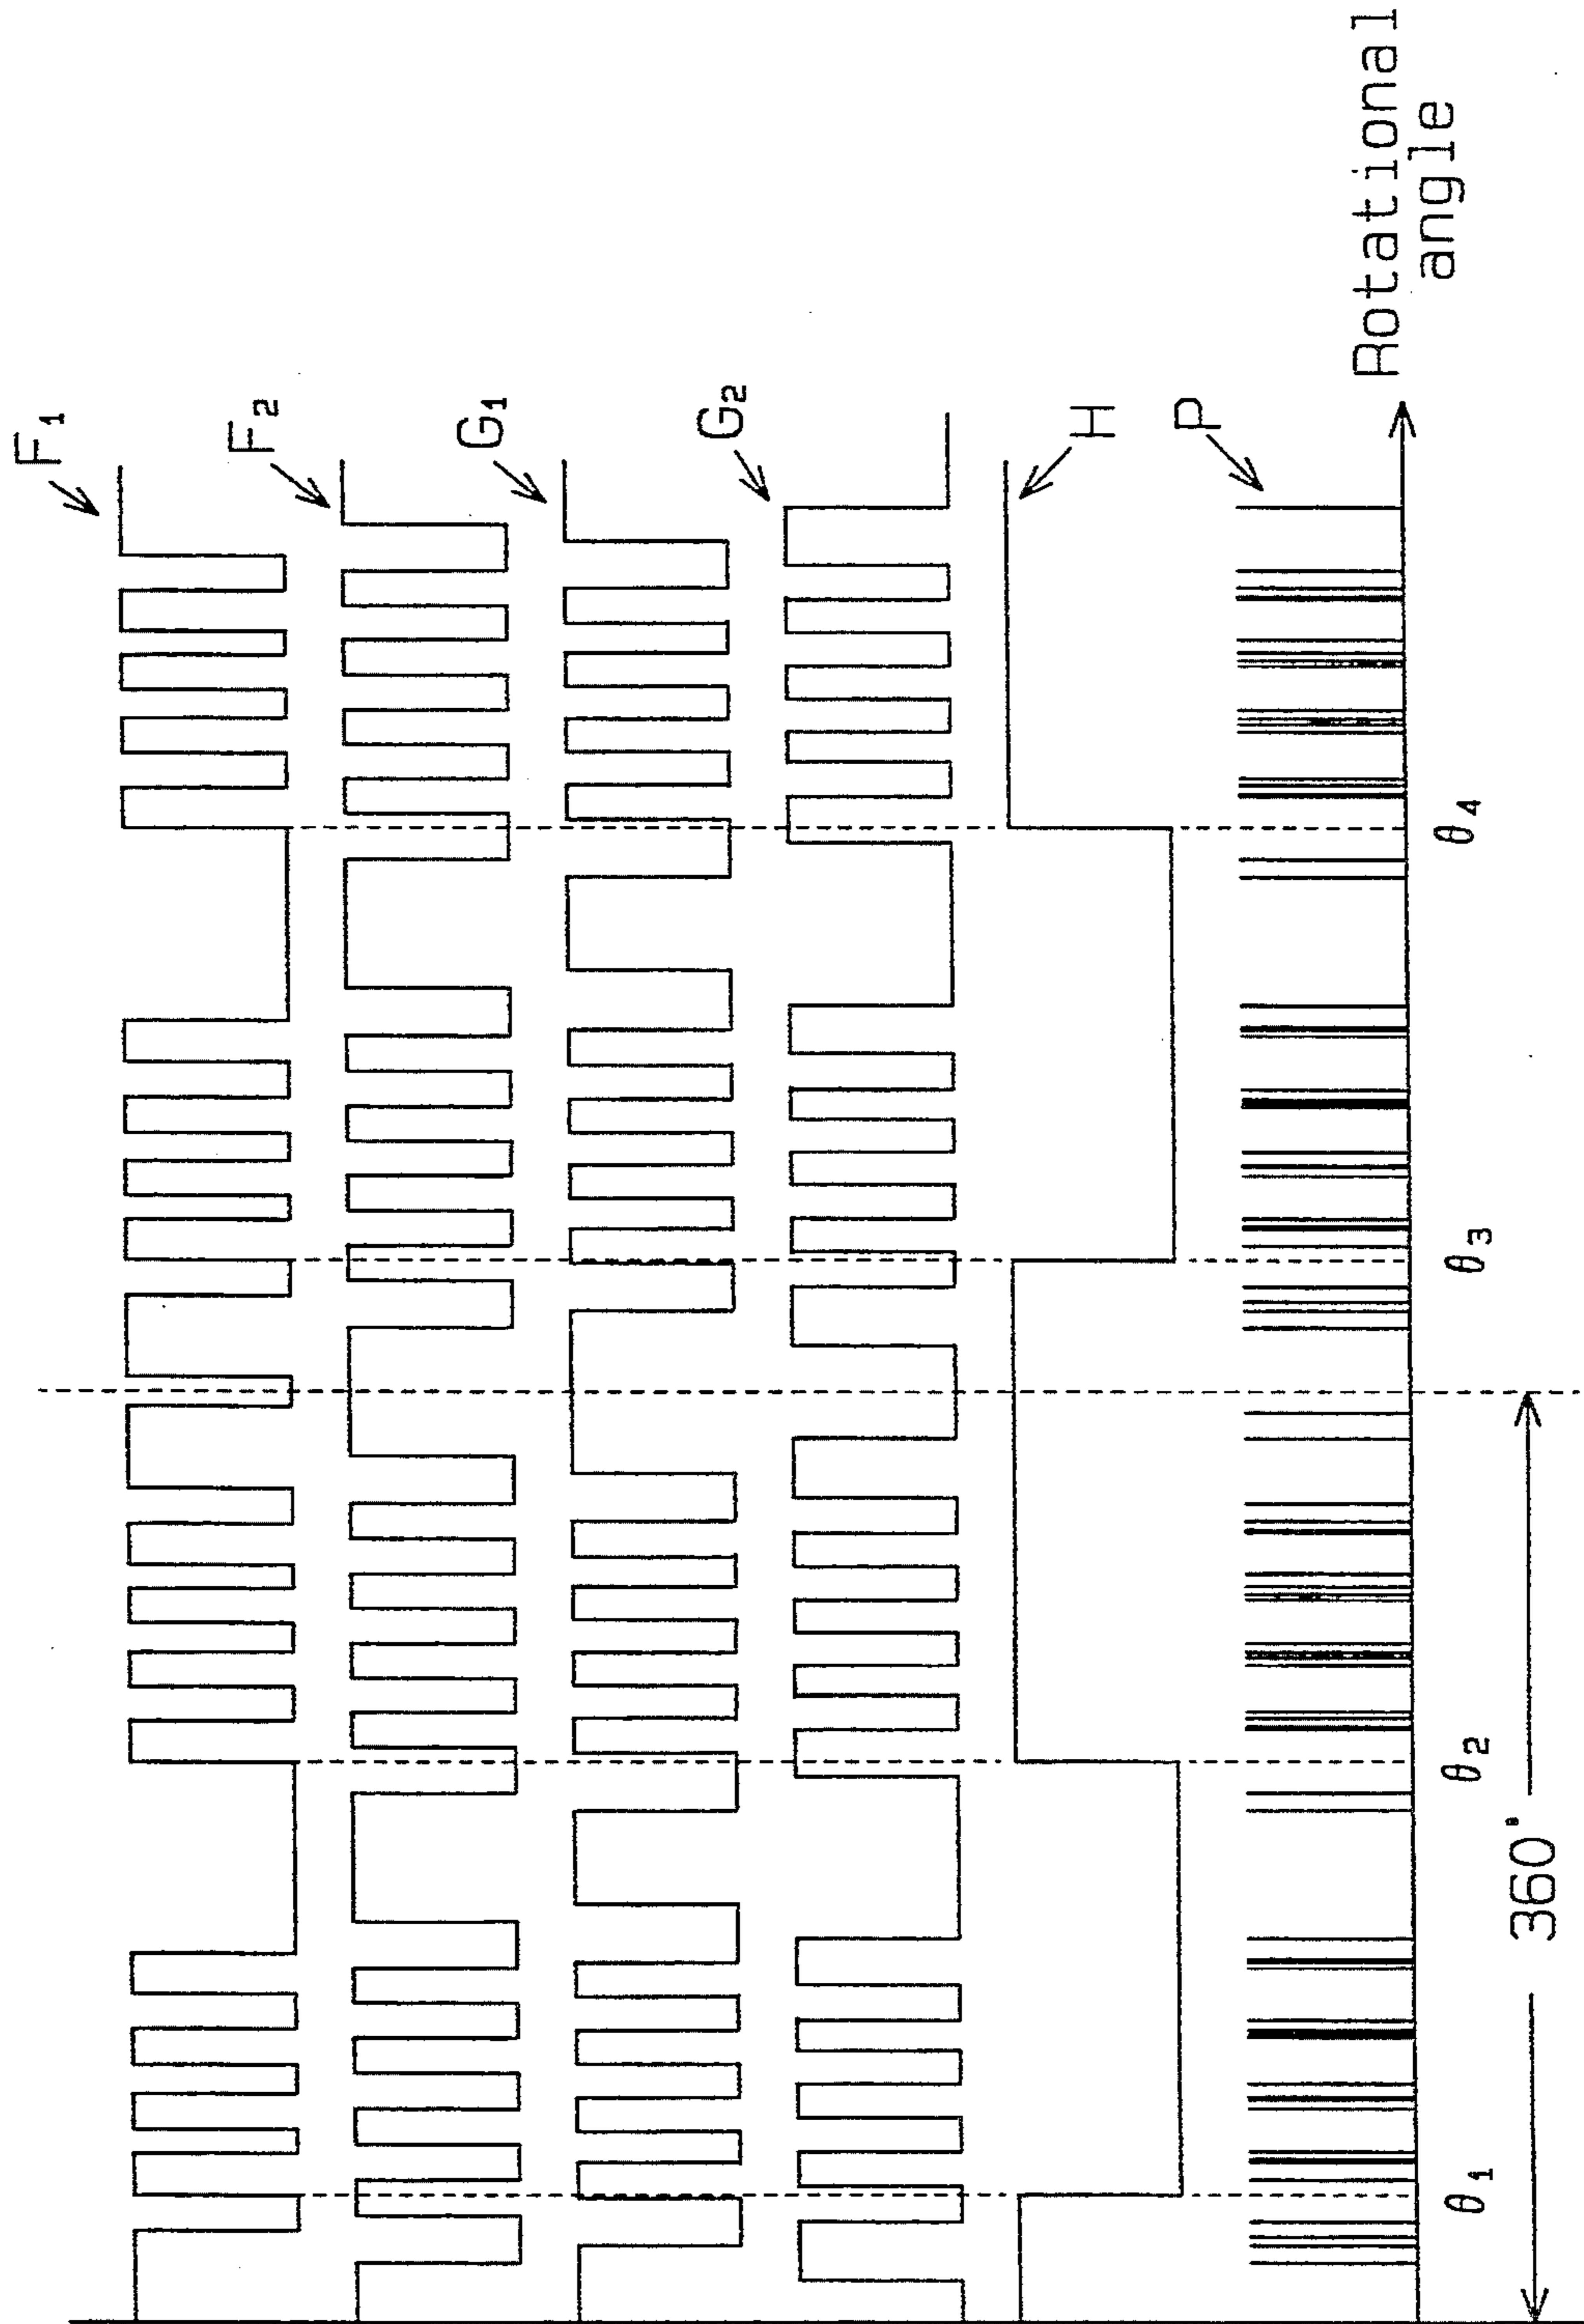 F₁
F₂
G₁
G₂
H
P
Rotational
angle
θ₁
θ₂
θ₃
θ₄
360°